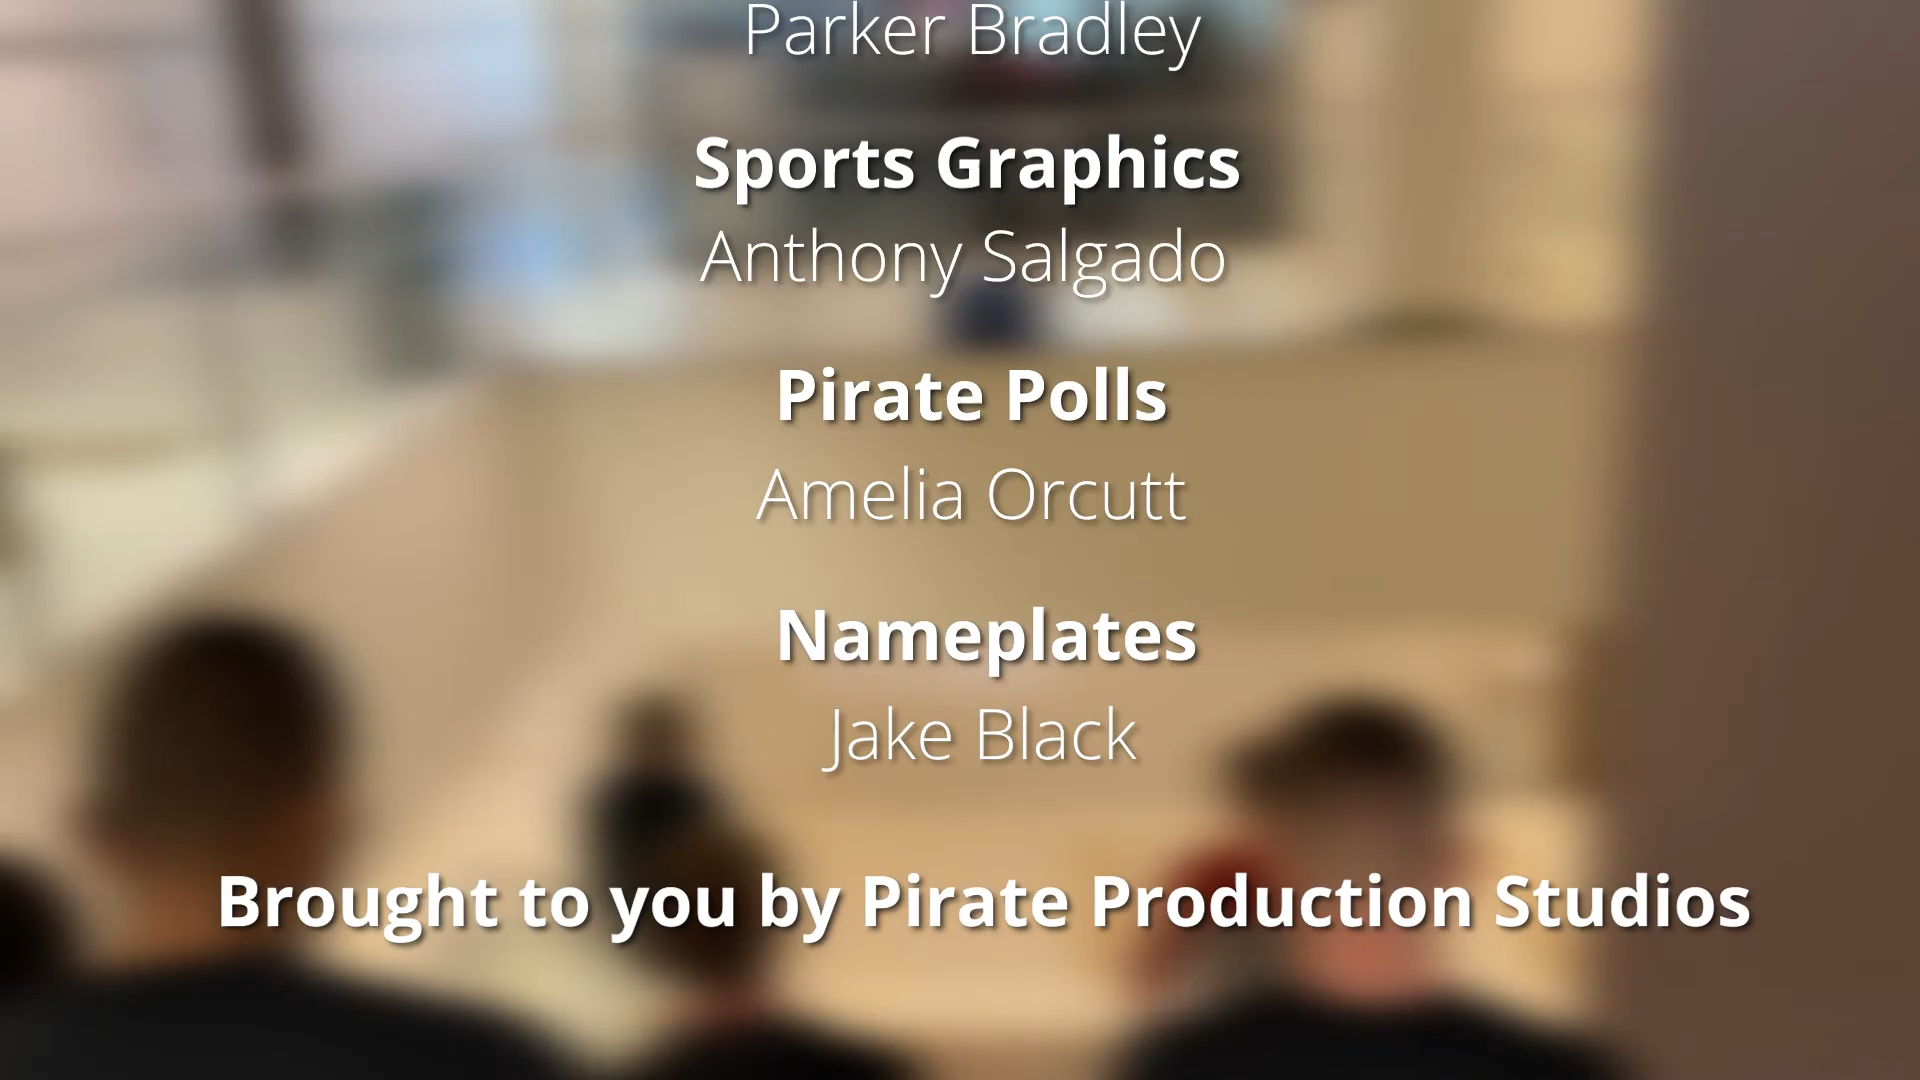 Parker Bradley
Sports Graphics
Anthony Salgado
Pirate Polls
Amelia Orcutt
Nameplates
Jake Black
Brought to you by Pirate Production Studios